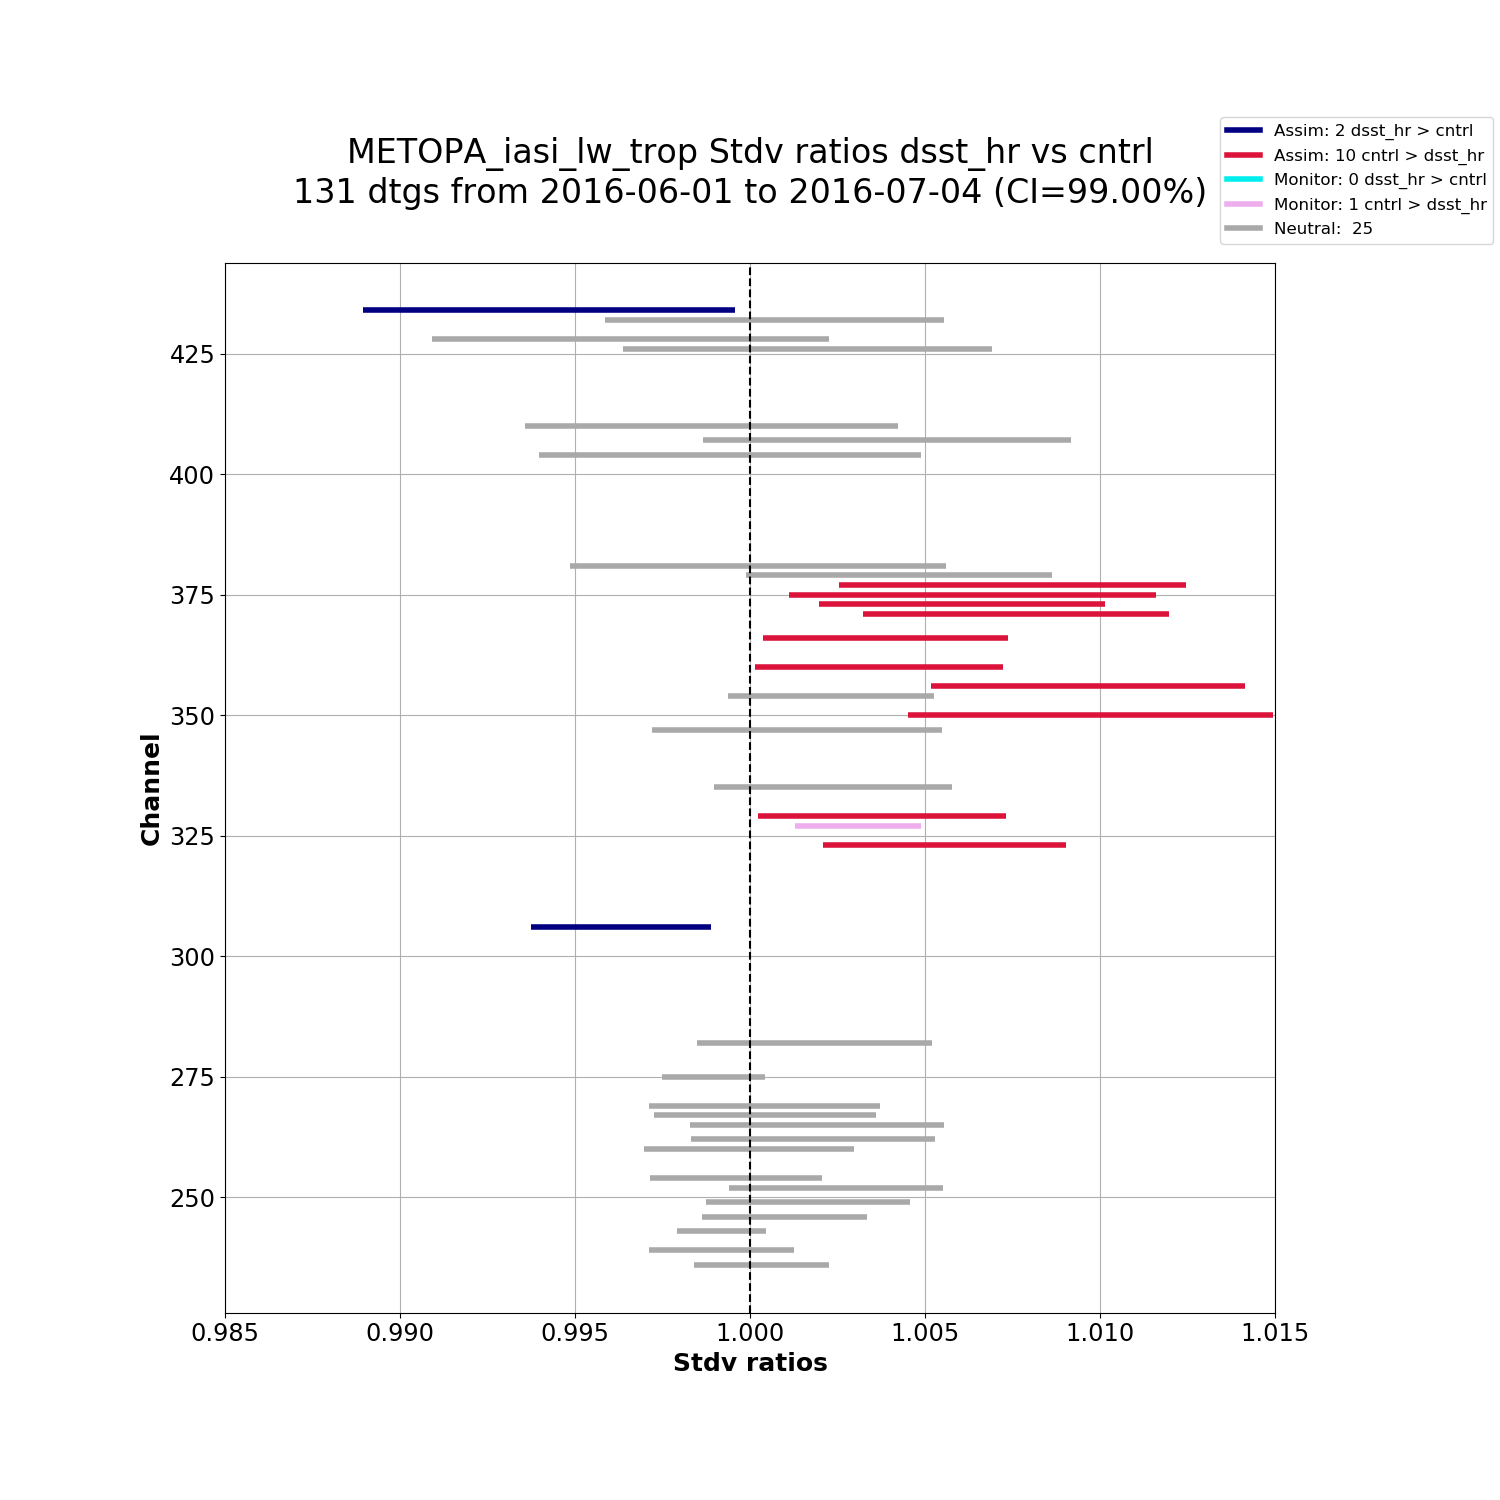 METOPA_iasi_lw_trop Stdv ratios dsst_hr vs cntrl
131 dtgs from 2016-06-01 to 2016-07-04 (CI=99.00%)
Assim: 2 dsst_hr > cntrl
Assim: 10 cntrl > dsst_hr
Monitor: 0 dsst_hr > cntrl
Monitor: 1 cntrl > dsst_hr
Neutral:  25
425
400
375
350
325
300
275
250
Channel
0.985 0.990 0.995 1.000 1.005 1.010 1.015
Stdv ratios